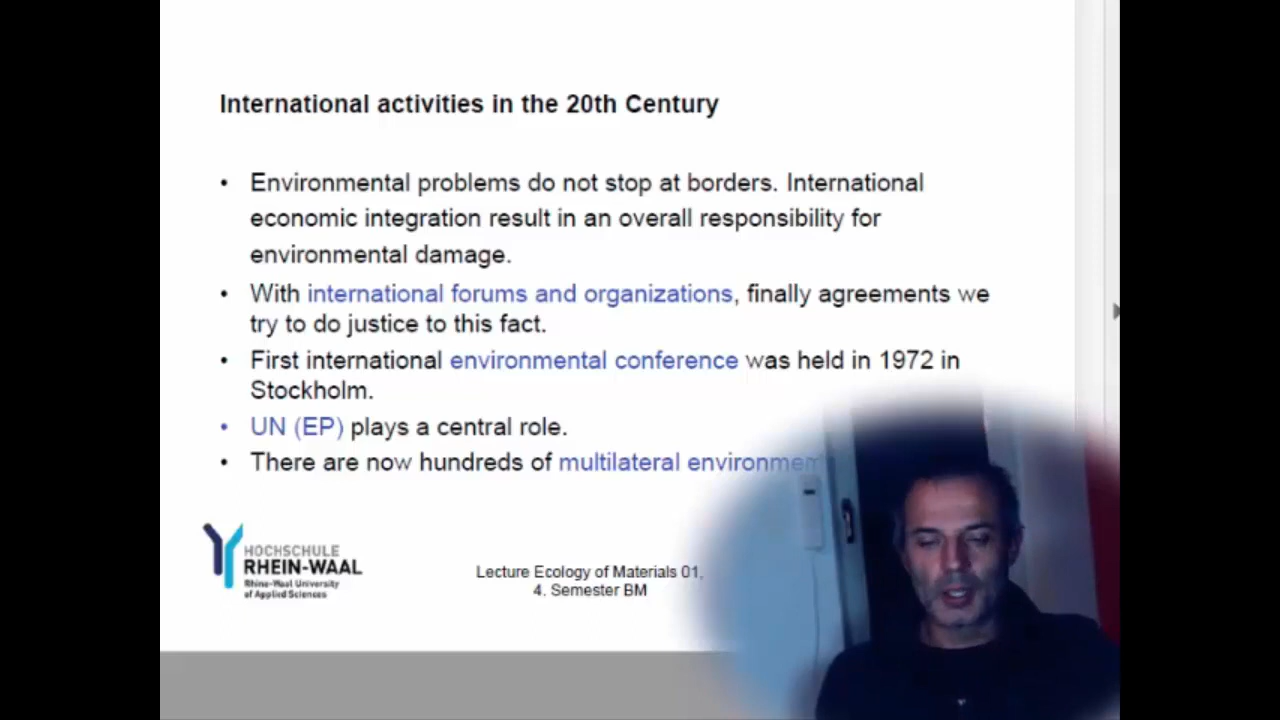 International activities in the 20th Century
• Environmental problems do not stop at borders. International
economic integration result in an overall responsibility for
environmental damage.
• With international forums and organizations, finally agreements we
try to do justice to this fact.
• First international environmental conference was held in 1972 in
Stockholm.
• UN (EP) plays a central role.
• There are now hundreds of multilateral
HOCHSCHULE
RHEIN-WAAL
Rhine-Waal University
of Applied Sciences
Lecture Ecology of Materials 01,
4. Semester BM